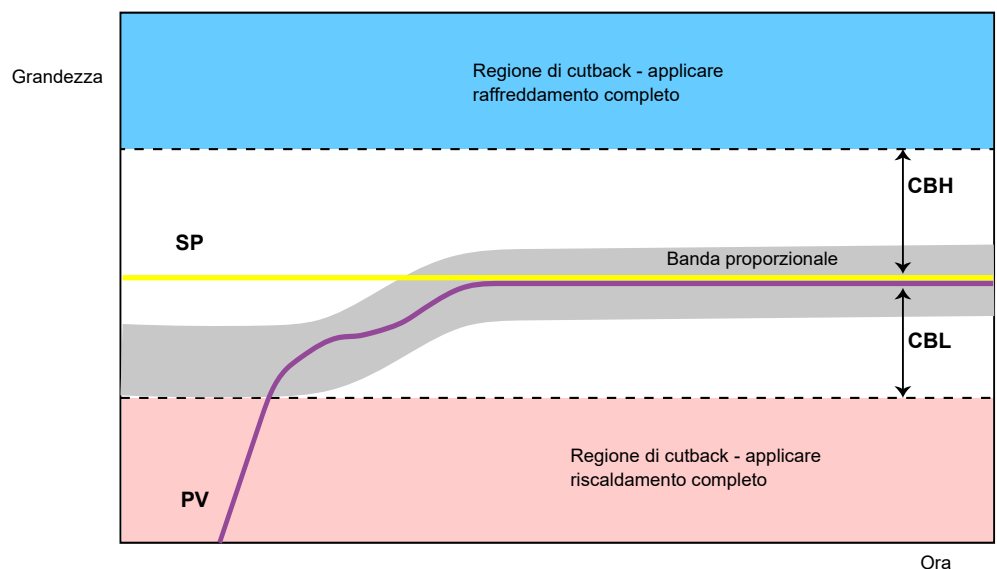 Grandezza
Regione di cutback - applicare
raffreddamento completo
CBH
SP
Banda proporzionale
CBL
Regione di cutback - applicare
riscaldamento completo
PV
Ora